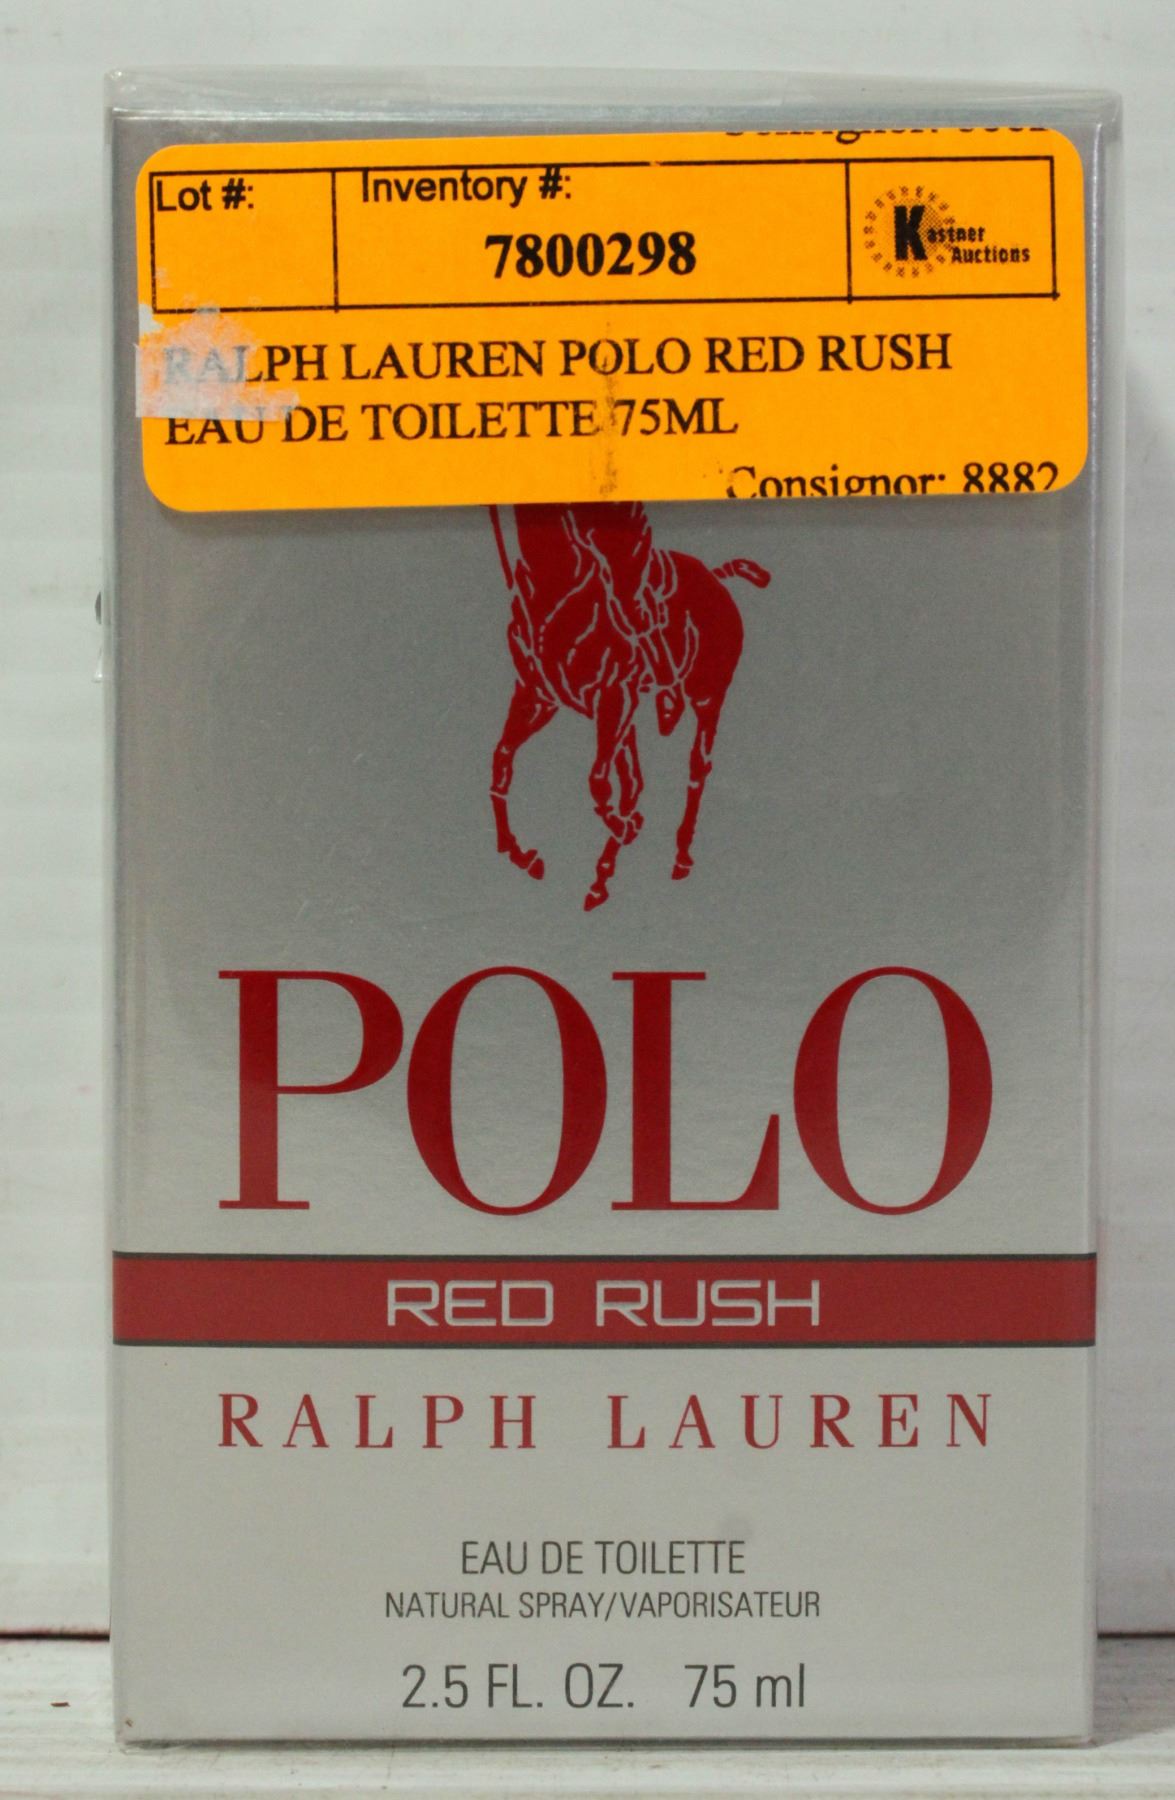 Lot #:
Inventory #:
7800298
Kastner
Auctions
RALPH LAUREN POLO RED RUSH
EAU DE TOILETTE 75ML
Consignor: 8882
POLO
RED RUSH
RALPH LAUREN
EAU DE TOILETTE
NATURAL SPRAY/VAPORISATEUR
2.5 FL. OZ. 75 ml